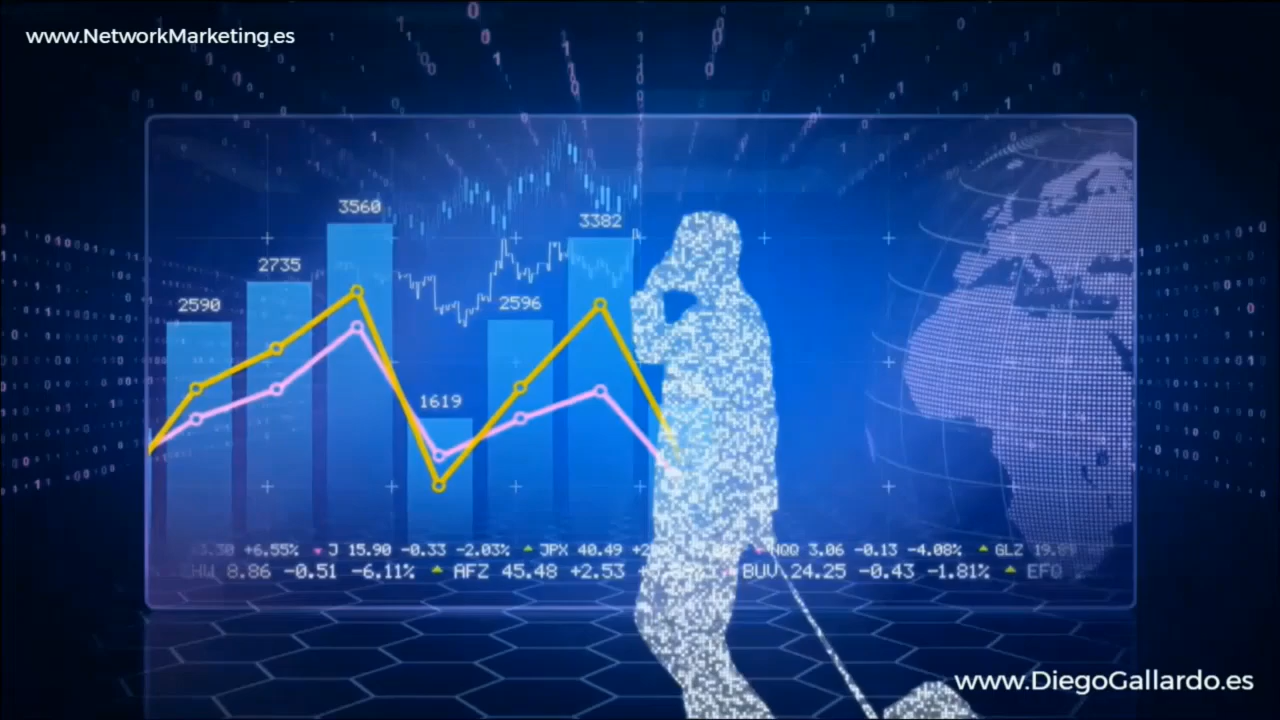 www.NetworkMarketing.es
3560
3382
2735
2590
2596
1619
+6.55% ▼ J 15.90 -0.33 -2.03% ▲ JPX 40.49 NQQ 3.06 -0.13 -4.08% ▲ GLZ
8.86 -0.51 -6.11% ▲ AFZ 45.48 +2.53 BUV 24.25 -0.43 -1.81% ▲ EFO
www.DiegoGallardo.es